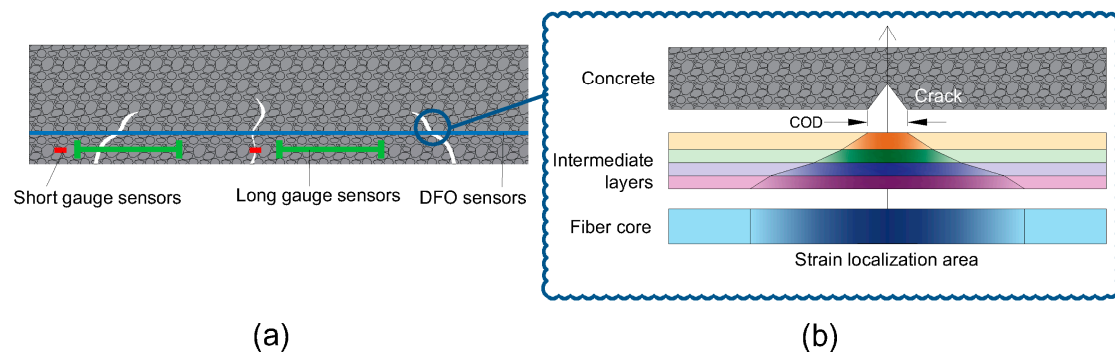 (a)
Short gauge sensors
Long gauge sensors
DFO sensors
Concrete
Crack
COD
Intermediate
layers
Fiber core
Strain localization area
(b)